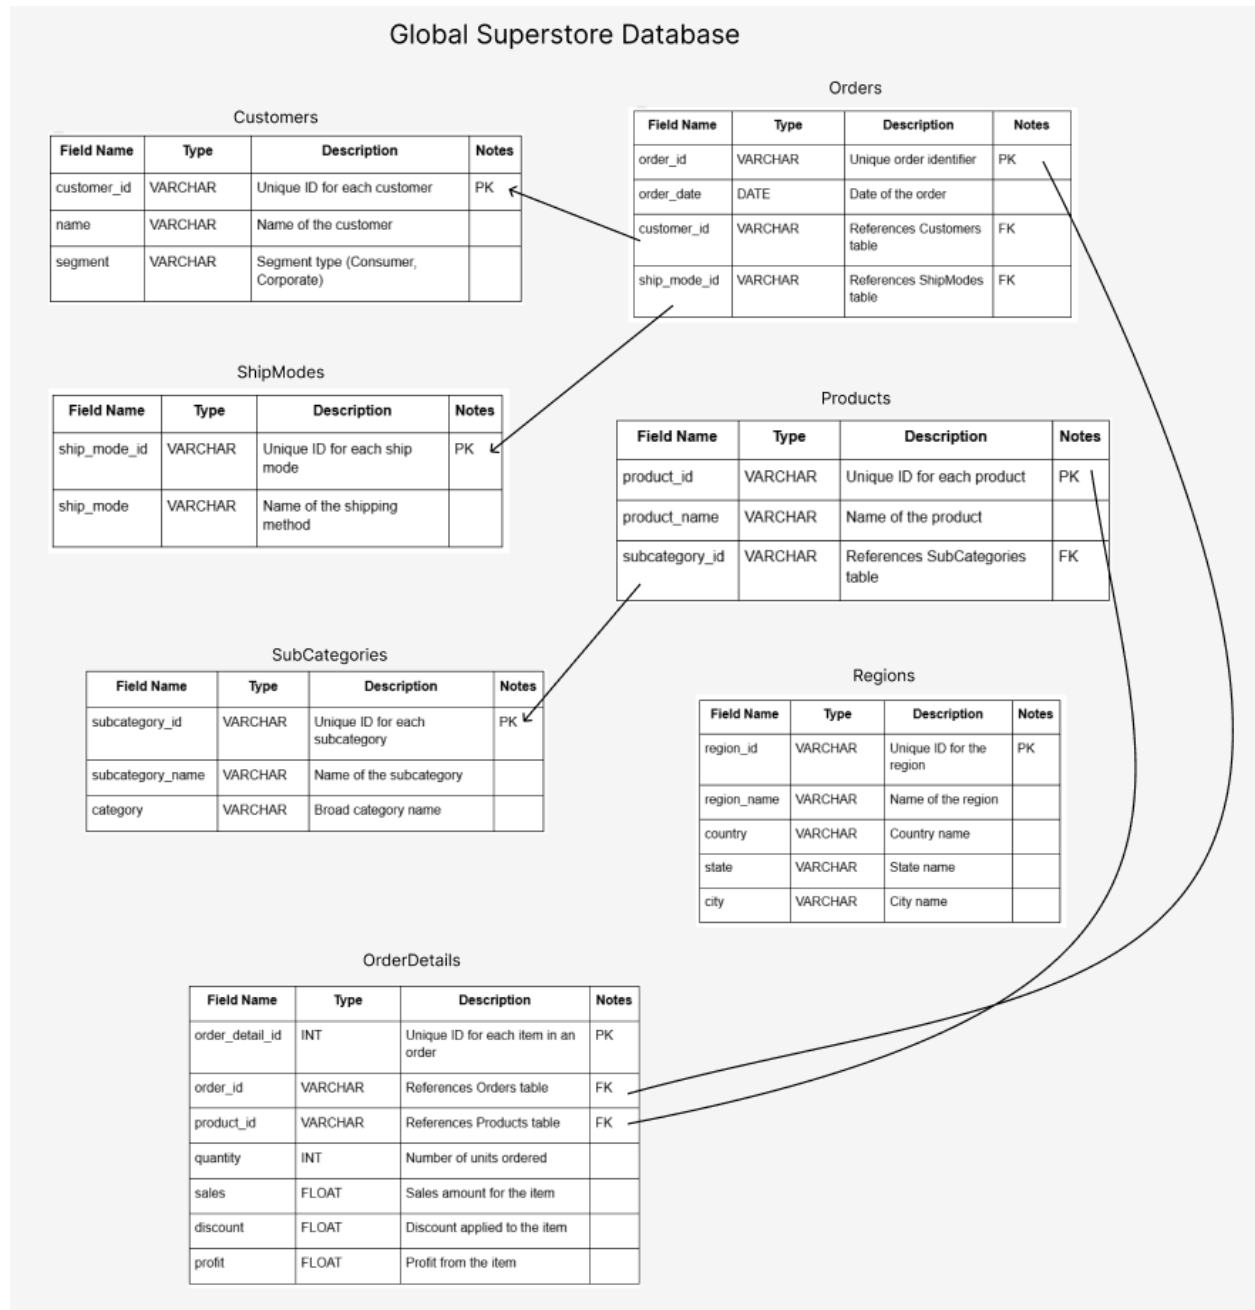 Global Superstore Database
Customers
Field Name Type Description Notes
customer_id VARCHAR Unique ID for each customer PK
name VARCHAR Name of the customer
segment VARCHAR Segment type (Consumer,
Corporate)
Orders
Field Name Type Description Notes
order_id VARCHAR Unique order identifier PK
order_date DATE Date of the order
customer_id VARCHAR References Customers FK
table
ship_mode_id VARCHAR References ShipModes FK
table
ShipModes
Field Name Type Description Notes
ship_mode_id VARCHAR Unique ID for each ship PK
mode
ship_mode VARCHAR Name of the shipping
method
Products
Field Name Type Description Notes
product_id VARCHAR Unique ID for each product PK
product_name VARCHAR Name of the product
subcategory_id VARCHAR References SubCategories FK
table
SubCategories
Field Name Type Description Notes
subcategory_id VARCHAR Unique ID for each PK
subcategory
subcategory_name VARCHAR Name of the subcategory
category VARCHAR Broad category name
Regions
Field Name Type Description Notes
region_id VARCHAR Unique ID for the PK
region
region_name VARCHAR Name of the region
country VARCHAR Country name
state VARCHAR State name
city VARCHAR City name
OrderDetails
Field Name Type Description Notes
order_detail_id INT Unique ID for each item in an PK
order
order_id VARCHAR References Orders table FK
product_id VARCHAR References Products table FK
quantity INT Number of units ordered
sales FLOAT Sales amount for the item
discount FLOAT Discount applied to the item
profit FLOAT Profit from the item